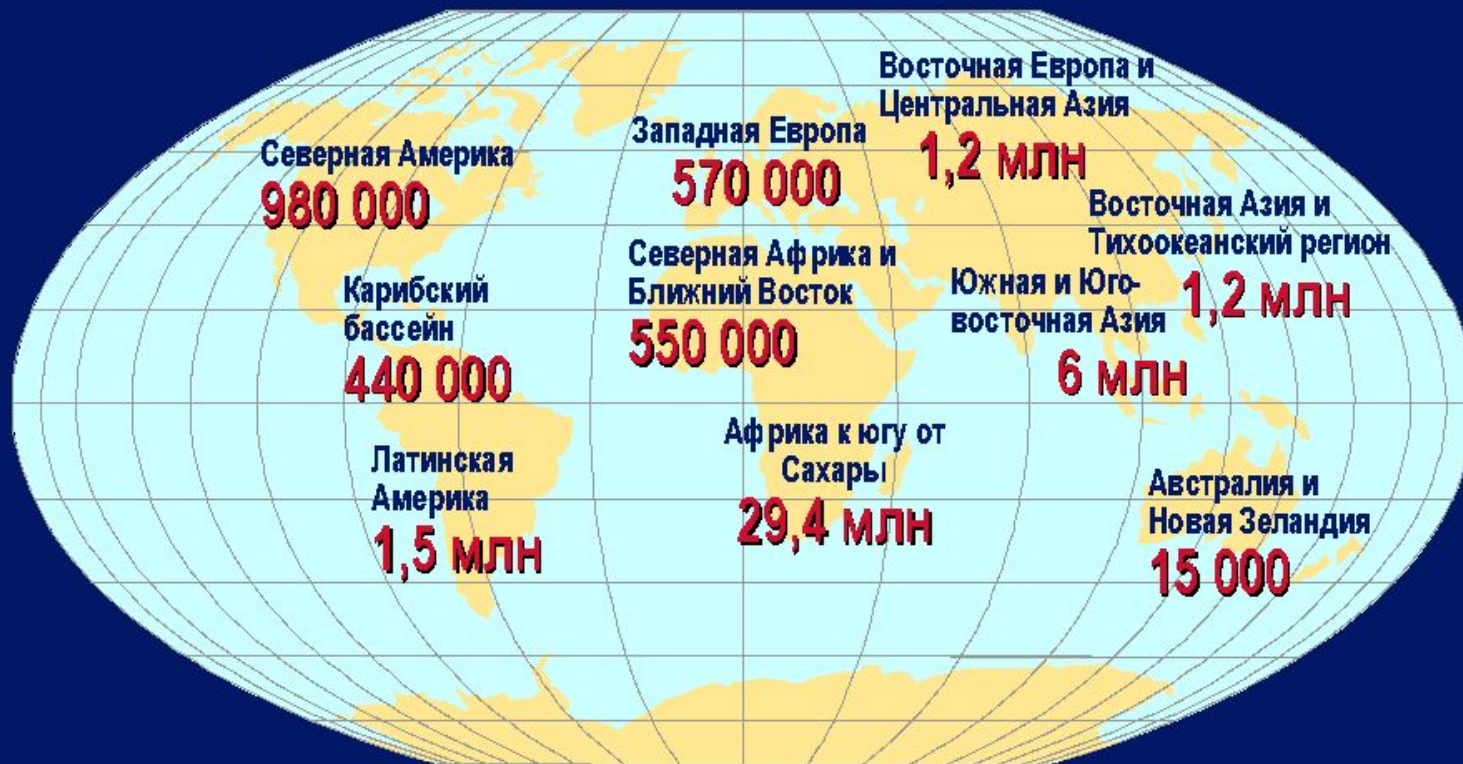 Восточная Европа и
Центральная Азия
1,2 млн
Западная Европа
570 000
Северная Америка
980 000
Восточная Азия и
Тихоокеанский регион
1,2 млн
Северная Африка и
Ближний Восток
550 000
Южная и Юго-
восточная Азия
6 млн
Карибский
бассейн
440 000
Африка к югу от
Сахары
29,4 млн
Латинская
Америка
1,5 млн
Австралия и
Новая Зеландия
15 000